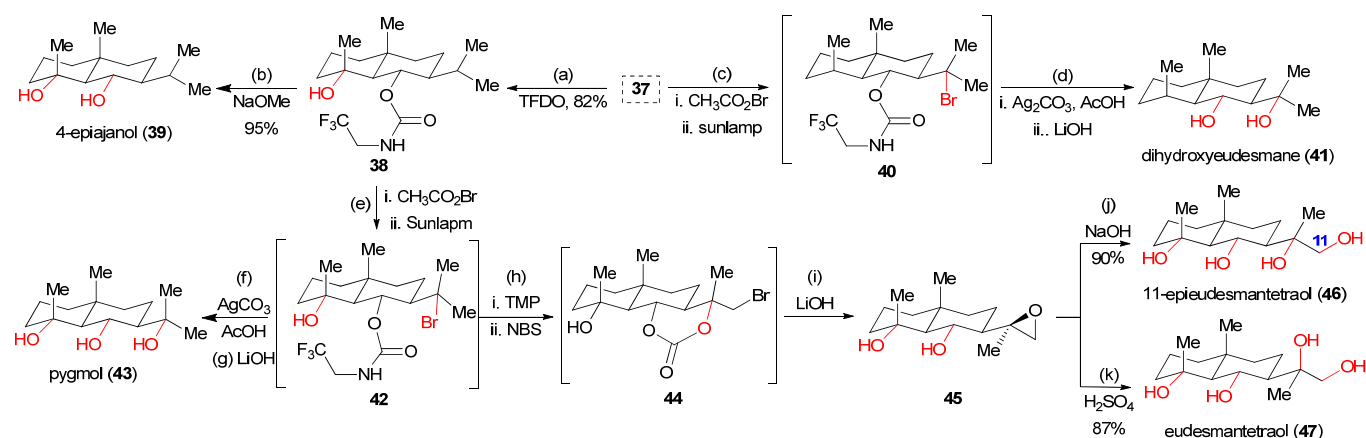 Me Me Me Me
HO HO
4-epiajanol (39)
(b)
NaOMe
95%
Me Me Me Me
HO O
F3C O
NH
38
(a)
TFDO, 82%
37
(c)
i. CH3CO2Br
ii. sunlamp
Me Me Me Me
Br
O
F3C O
NH
40
(d)
i. Ag2CO3, AcOH
ii.. LiOH
Me Me Me Me
HO HO
dihydroxyeudesmane (41)
(e)
i. CH3CO2Br
ii. Sunlapm
Me Me Me Me
HO HO HO
pygmol (43)
(f)
AgCO3
AcOH
(g) LiOH
Me Me Me Me
HO Br
O
F3C O
NH
42
(h)
i. TMP
ii. NBS
Me Me Me Br
HO O O
O
44
(i)
LiOH
Me Me O
HO HO Me
45
(j)
NaOH
90%
Me Me Me
11 OH
HO HO HO
11-epieudesmantetraol (46)
(k)
H2SO4
87%
Me Me OH
OH
HO HO Me
eudesmantetraol (47)